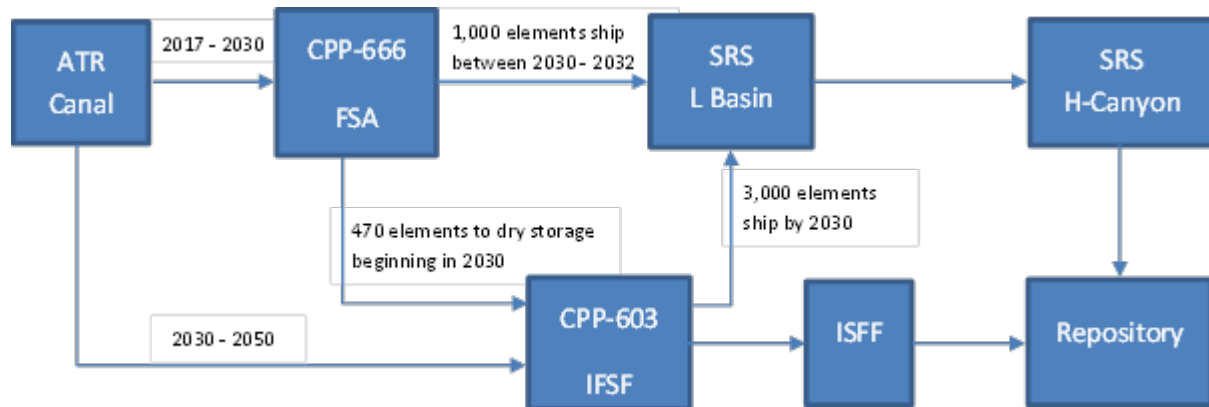 ATR
Canal
2017 - 2030
CPP-666
FSA
1,000 elements ship
between 2030 - 2032
SRS
L Basin
SRS
H-Canyon
470 elements to dry storage
beginning in 2030
3,000 elements
ship by 2030
2030 - 2050
CPP-603
IFSF
ISFF
Repository